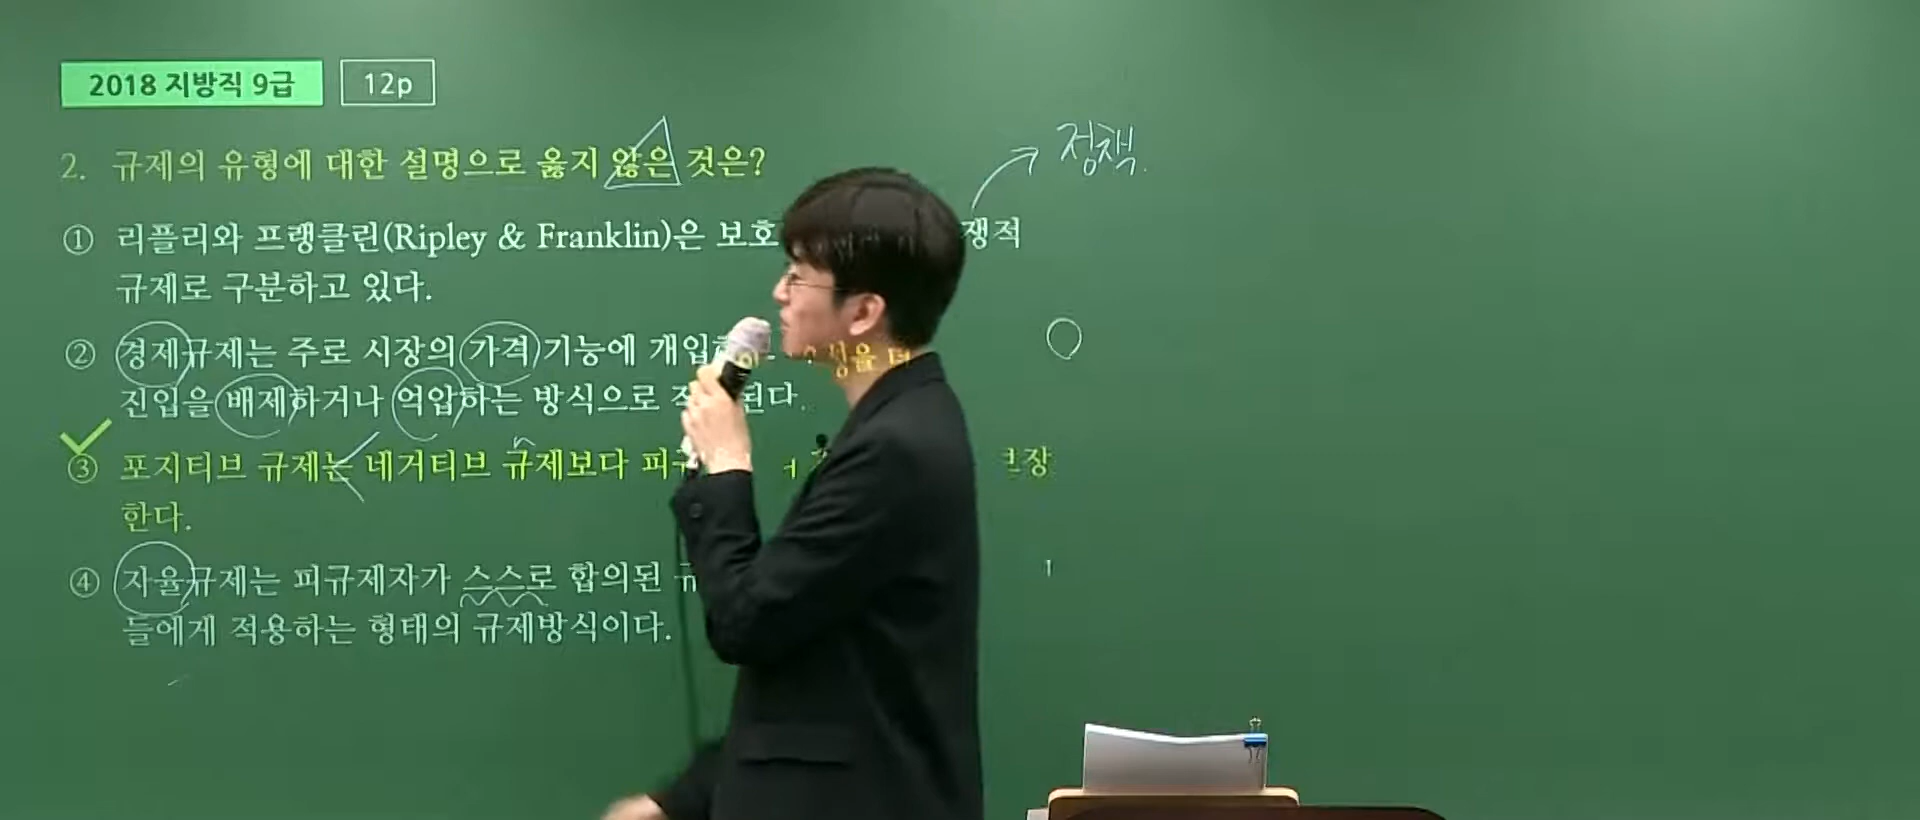 2018 지방직 9급
12p
정책
2. 규제의 유형에 대한 설명으로 옳지 않은 것은?
① 리플리와 프랭클린(Ripley & Franklin)은 보호 쟁적
규제로 구분하고 있다.
② 경제규제는 주로 시장의 가격 기능에 개입
진입을 배제하거나 억압하는 방식으로 된다.
③ 포지티브 규제는 네거티브 규제보다
한다.
④ 자율규제는 피규제자가 스스로 합의된
들에게 적용하는 형태의 규제방식이다.